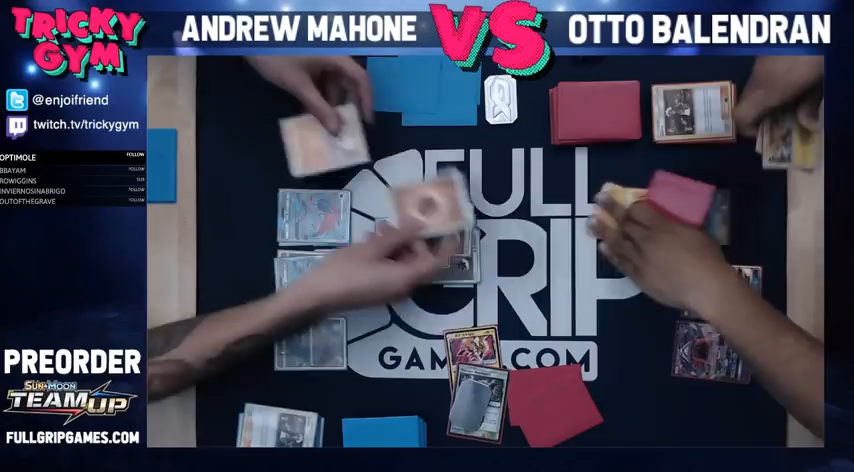 TRICKY
GYM
ANDREW MAHONE
VS
OTTO BALENDRAN
@enjoifriend
twitch.tv/trickygym
OPTIMOLE FOLLOW
BBAYAM FOLLOW
ROWIGGINS SUB
INVIERNOSINABRIGO FOLLOW
OUTOFTHEGRAVE FOLLOW
FULL
GRIP
GAMES.COM
PREORDER
SUN & MOON
TEAM UP
FULLGRIPGAMES.COM